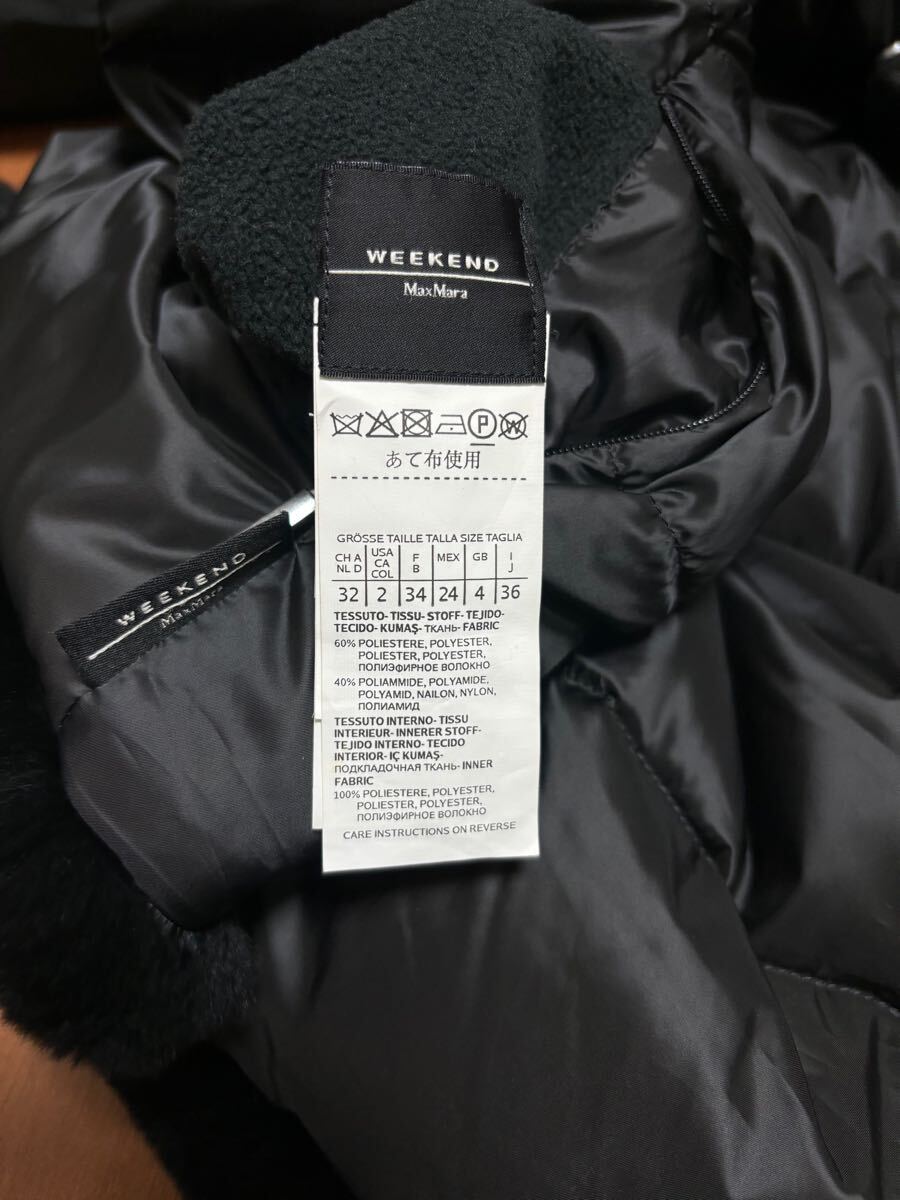 WEEKEND
MaxMara
P W
あて布使用
GRÖSSE TAILLE TALLA SIZE TAGLIA
CH A NL D USA CA COL F B MEX GB I J
32 2 34 24 4 36
TESSUTO- TISSU- STOFF- TEJIDO-
TECIDO- KUMAŞ- ТКАНЬ- FABRIC
60% POLIESTERE, POLYESTER,
POLIESTER, POLYESTER,
ПОЛИЭФИРНОЕ ВОЛОКНО
40% POLIAMMIDE, POLYAMIDE,
POLYAMID, NAILON, NYLON,
ПОЛИАМИД
TESSUTO INTERNO- TISSU
INTERIEUR- INNERER STOFF-
TEJIDO INTERNO- TECIDO
INTERIOR- IÇ KUMAŞ-
ПОДКЛАДОЧНАЯ ТКАНЬ- INNER
FABRIC
100% POLIESTERE, POLYESTER,
POLIESTER, POLYESTER,
ПОЛИЭФИРНОЕ ВОЛОКНО
CARE INSTRUCTIONS ON REVERSE
WEEKEND
MaxMara